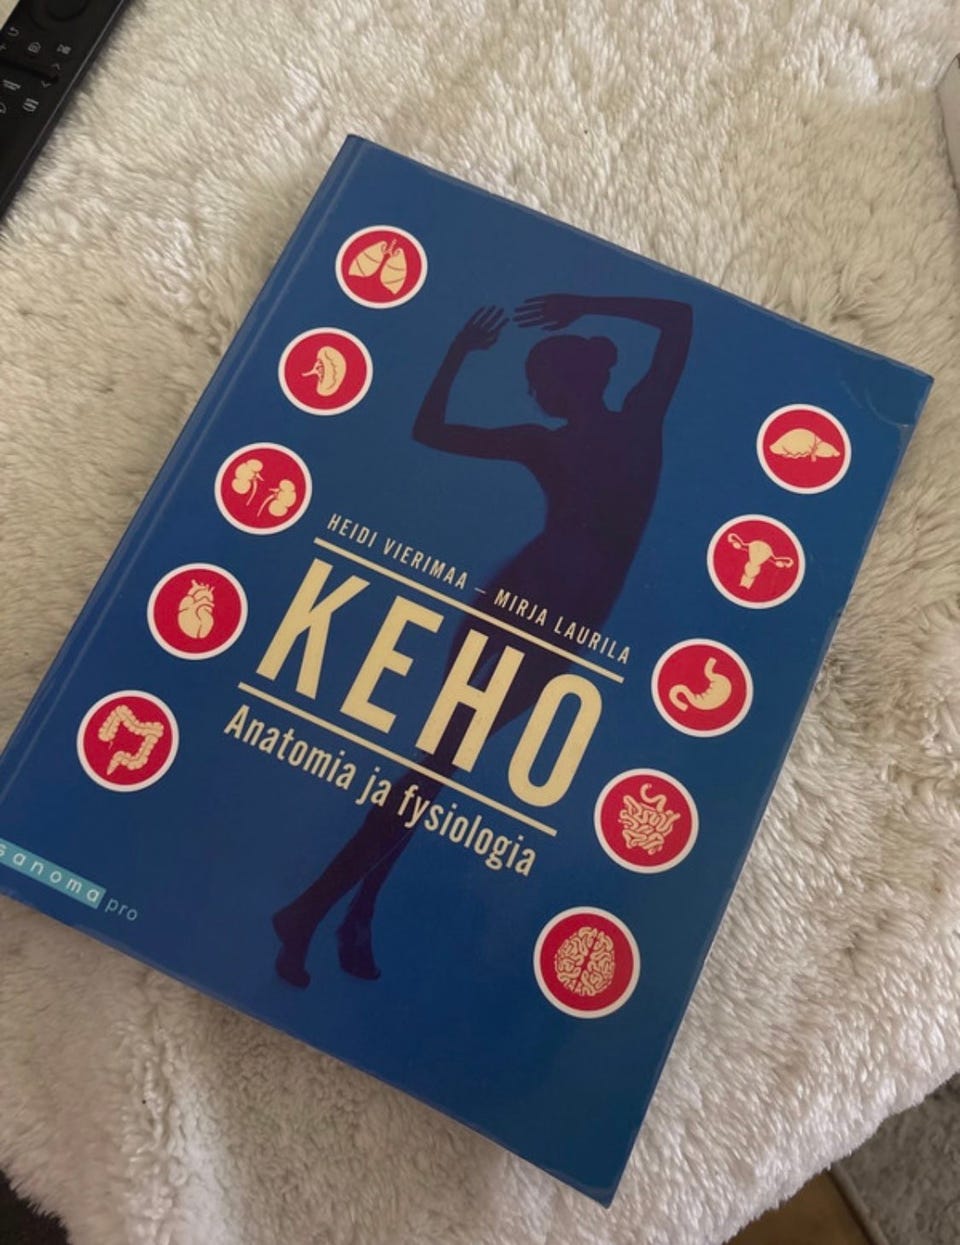 HEIDI VIERIMAA – MIRJA LAURILA
KEHO
Anatomia ja fysiologia
sanoma pro